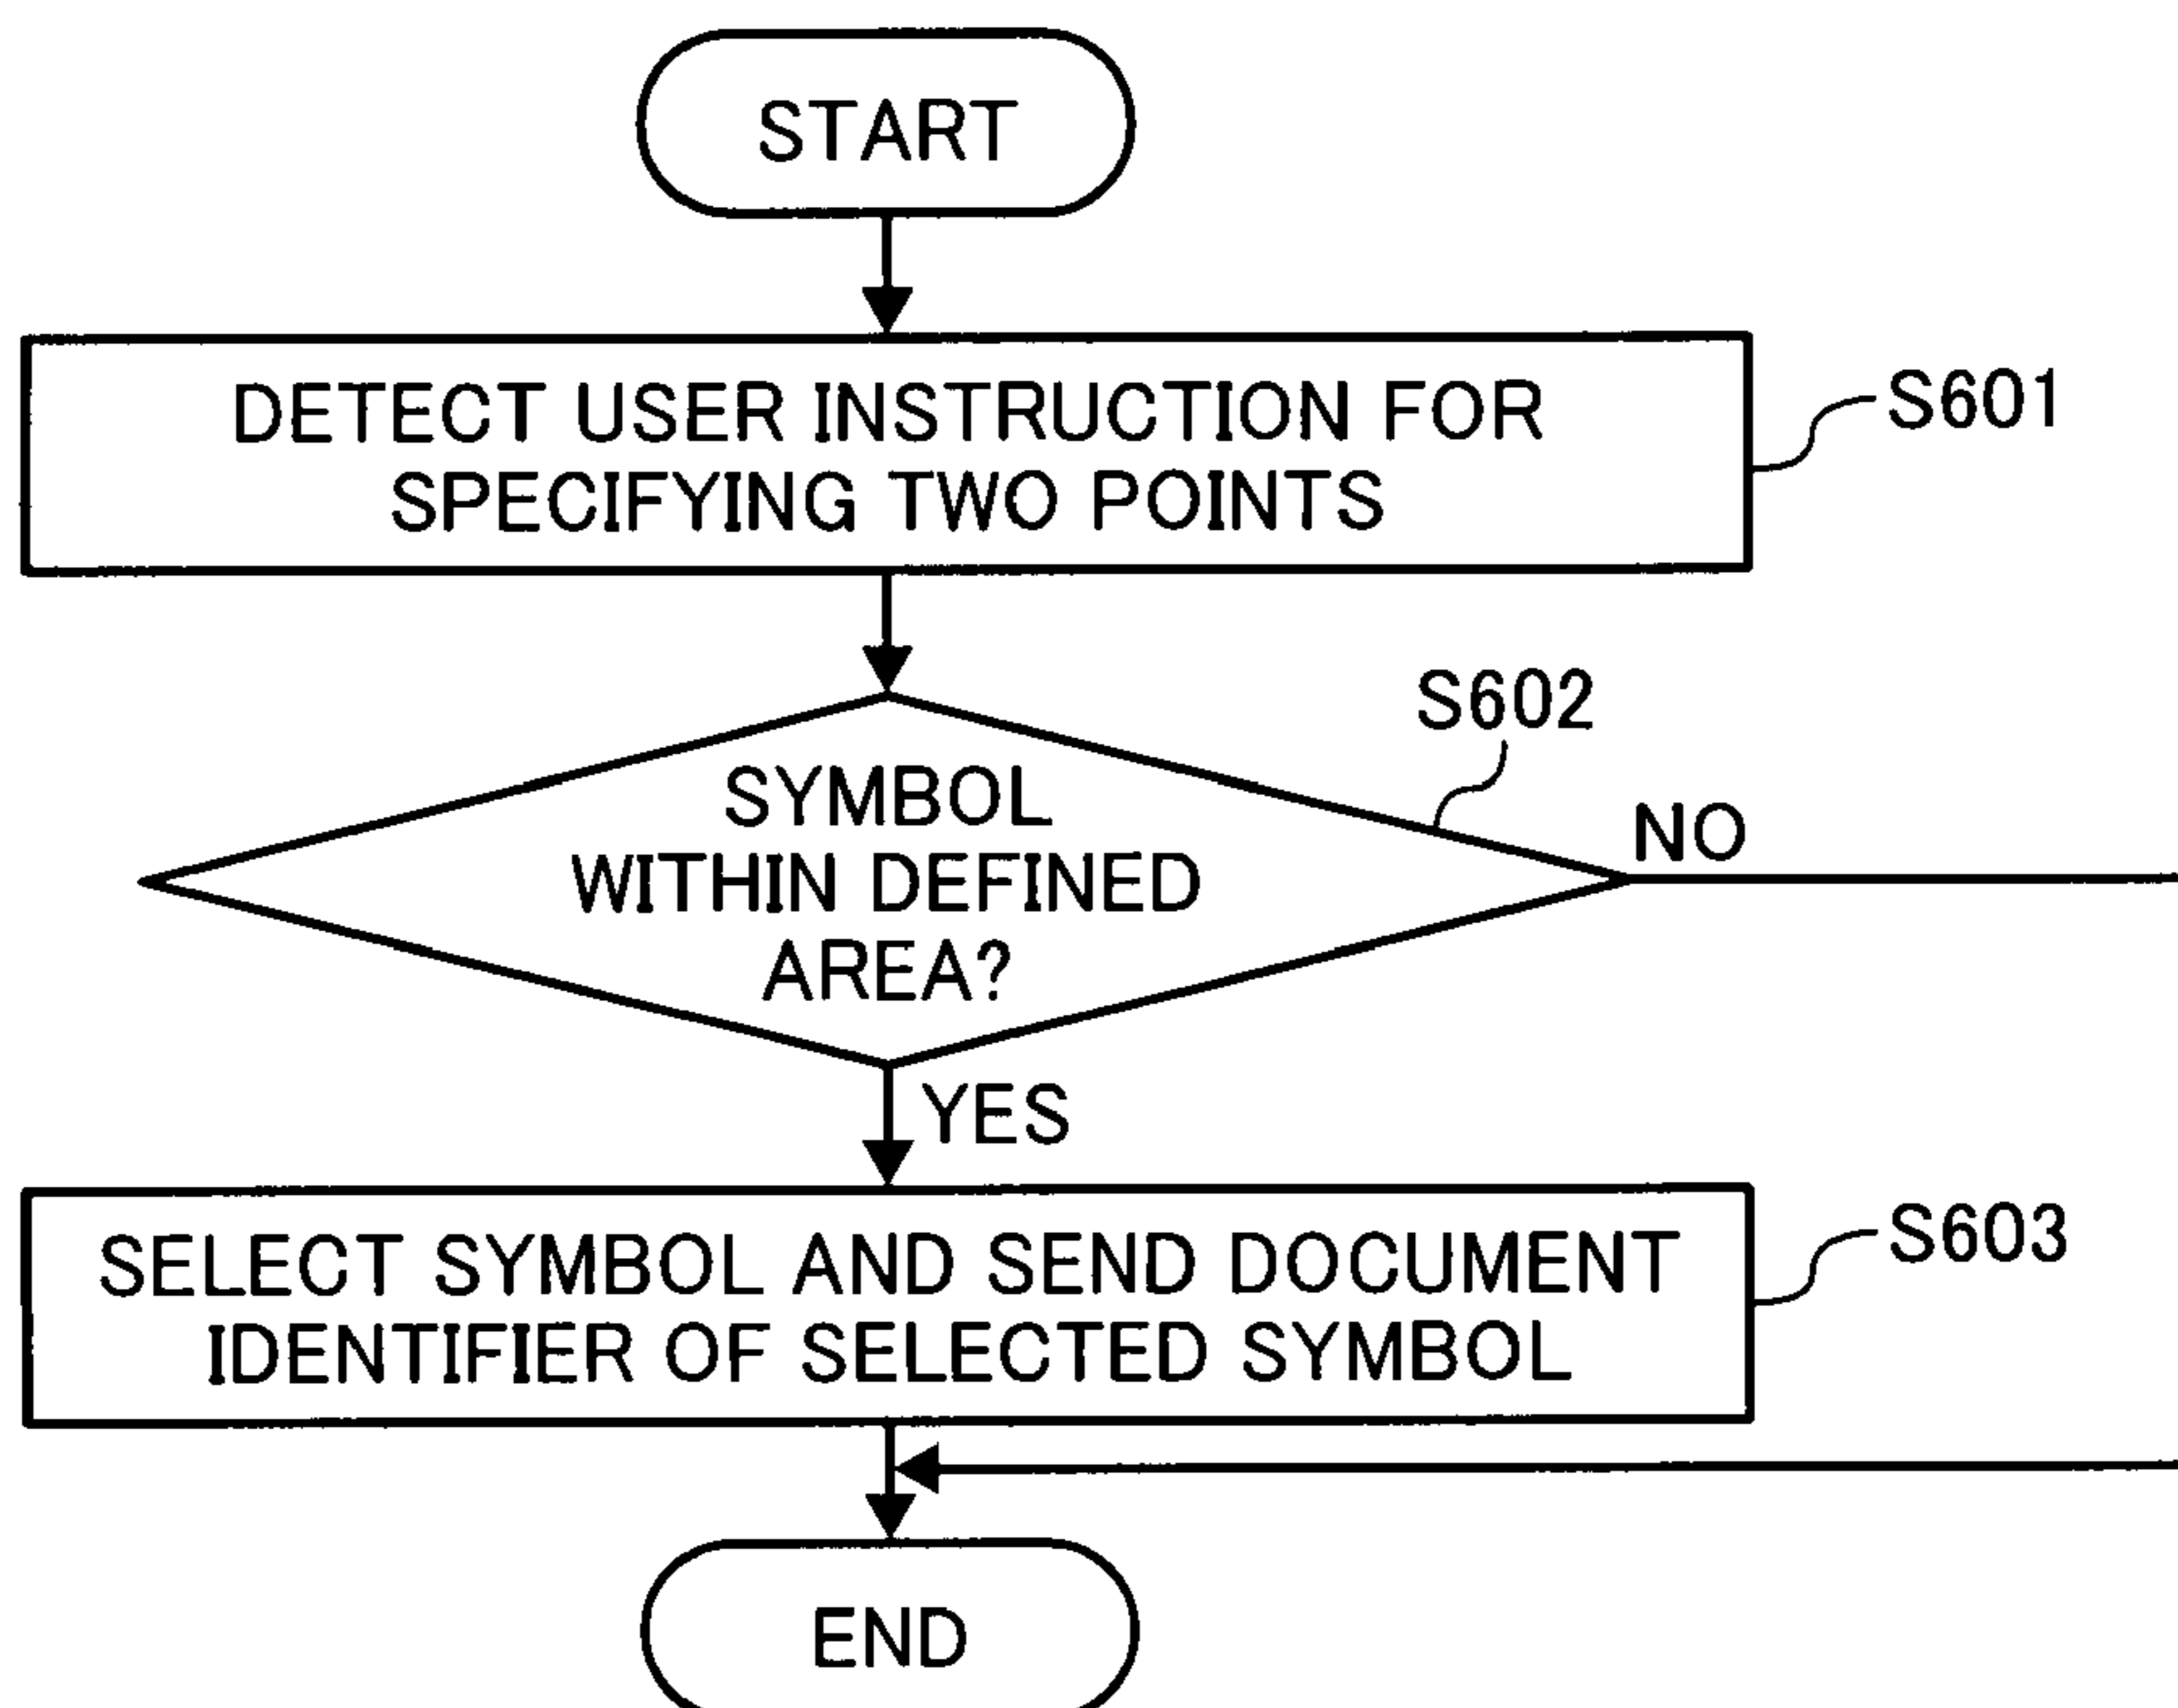 START
DETECT USER INSTRUCTION FOR
SPECIFYING TWO POINTS
S601
S602
SYMBOL
WITHIN DEFINED
AREA?
NO
YES
SELECT SYMBOL AND SEND DOCUMENT
IDENTIFIER OF SELECTED SYMBOL
S603
END